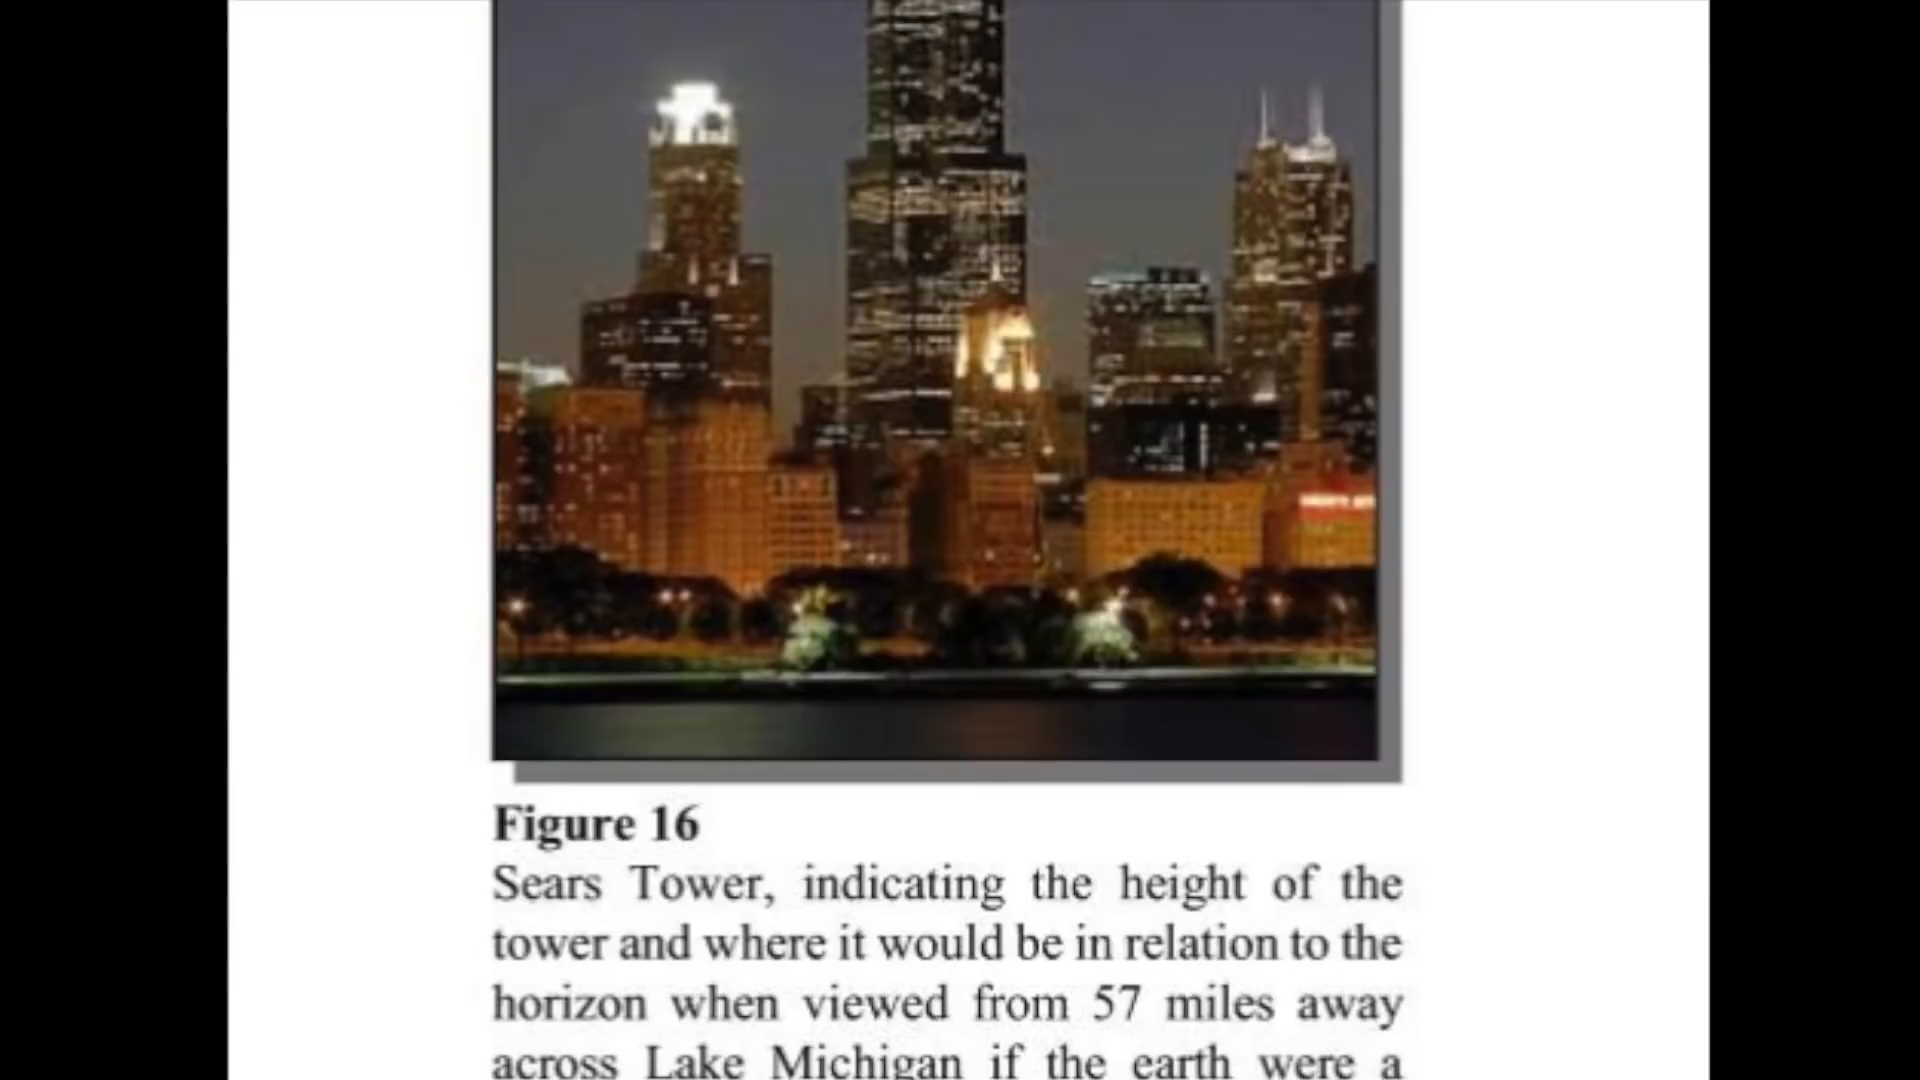 Figure 16
Sears Tower, indicating the height of the
tower and where it would be in relation to the
horizon when viewed from 57 miles away
across Lake Michigan if the earth were a